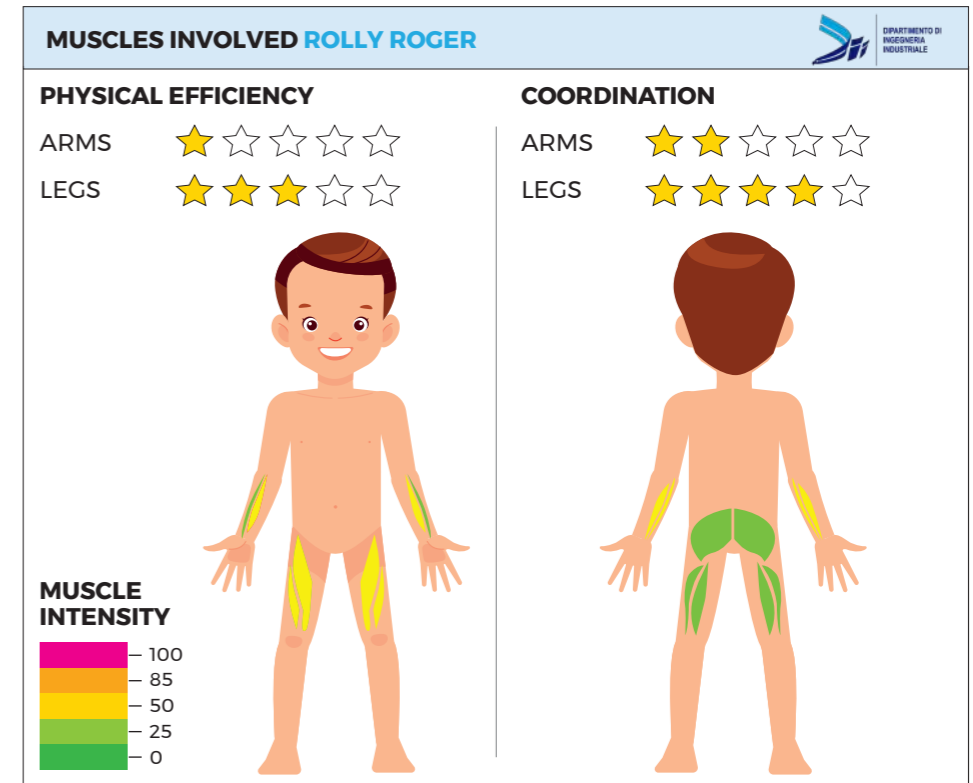 MUSCLES INVOLVED ROLLY ROGER
DIPARTIMENTO DI
INGEGNERIA
INDUSTRIALE
PHYSICAL EFFICIENCY
ARMS
LEGS
COORDINATION
ARMS
LEGS
MUSCLE
INTENSITY
100
85
50
25
0